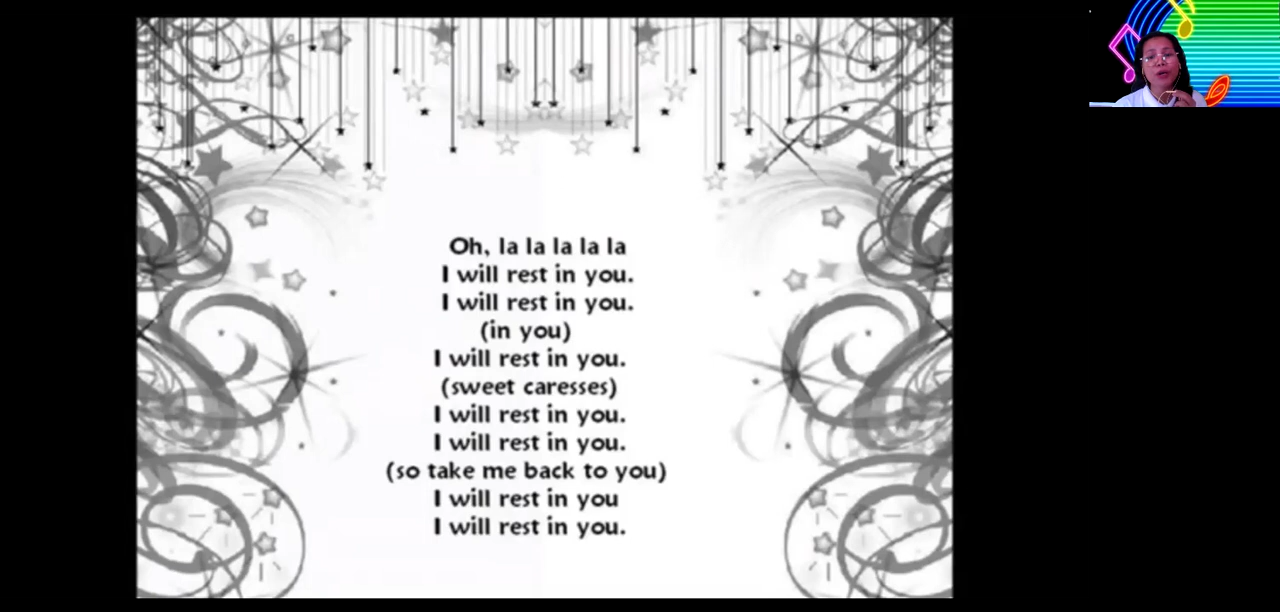 Oh, la la la la la
I will rest in you.
I will rest in you.
(in you)
I will rest in you.
(sweet caresses)
I will rest in you.
I will rest in you.
(so take me back to you)
I will rest in you
I will rest in you.